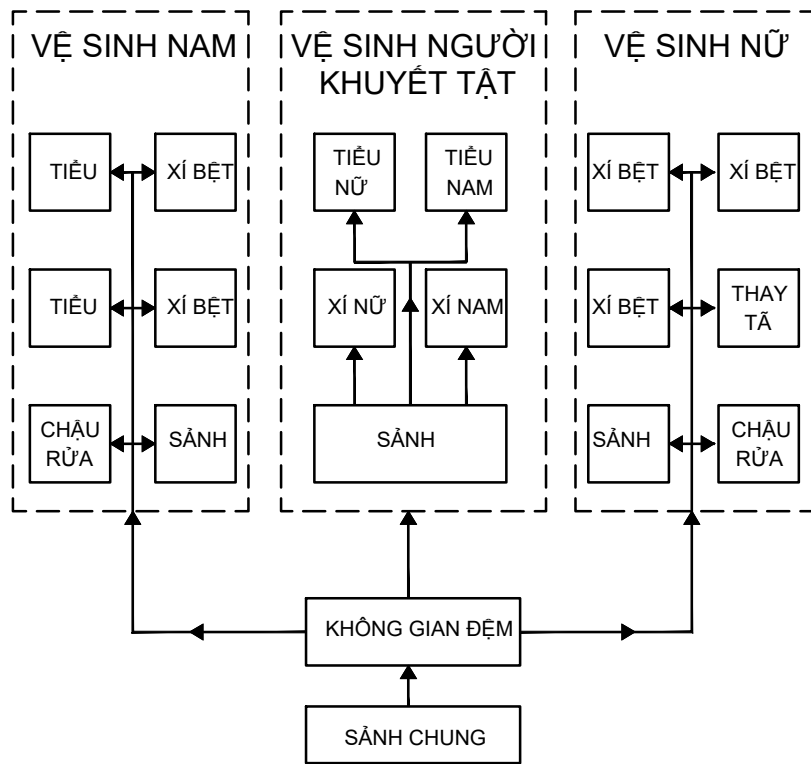 VỆ SINH NAM
TIỂU
XÍ BỆT
TIỂU
XÍ BỆT
CHẬU
RỬA
SẢNH
VỆ SINH NGƯỜI
KHUYẾT TẬT
TIỂU
NỮ
TIỂU
NAM
XÍ NỮ
XÍ NAM
SẢNH
VỆ SINH NỮ
XÍ BỆT
XÍ BỆT
XÍ BỆT
THAY
TÃ
SẢNH
CHẬU
RỬA
KHÔNG GIAN ĐỆM
SẢNH CHUNG